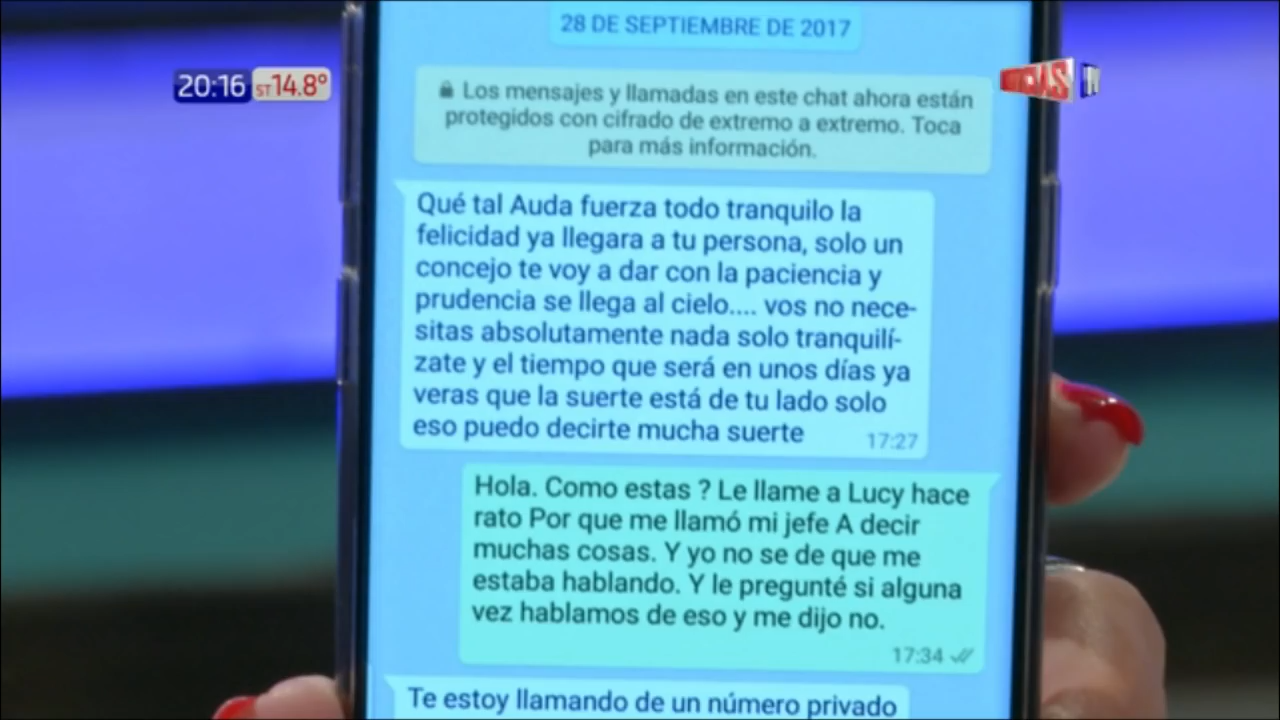 28 DE SEPTIEMBRE DE 2017
20:16 ST 14.8°
Los mensajes y llamadas en este chat ahora están
protegidos con cifrado de extremo a extremo. Toca
para más información.
Qué tal Auda fuerza todo tranquilo la
felicidad ya llegara a tu persona, solo un
concejo te voy a dar con la paciencia y
prudencia se llega al cielo.... vos no nece-
sitas absolutamente nada solo tranquilí-
zate y el tiempo que será en unos días ya
veras que la suerte está de tu lado solo
eso puedo decirte mucha suerte
17:27
Hola. Como estas ? Le llame a Lucy hace
rato Por que me llamó mi jefe A decir
muchas cosas. Y yo no se de que me
estaba hablando. Y le pregunté si alguna
vez hablamos de eso y me dijo no.
17:34
Te estoy llamando de un número privado